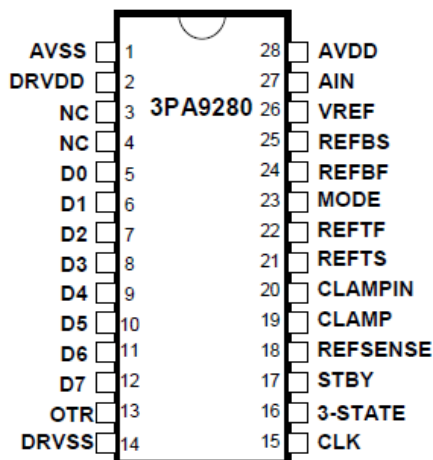 AVSS 1 28 AVDD
DRVDD 2 27 AIN
NC 3 3PA9280 26 VREF
NC 4 25 REFBS
D0 5 24 REFBF
D1 6 23 MODE
D2 7 22 REFTF
D3 8 21 REFTS
D4 9 20 CLAMPIN
D5 10 19 CLAMP
D6 11 18 REFSENSE
D7 12 17 STBY
OTR 13 16 3-STATE
DRVSS 14 15 CLK